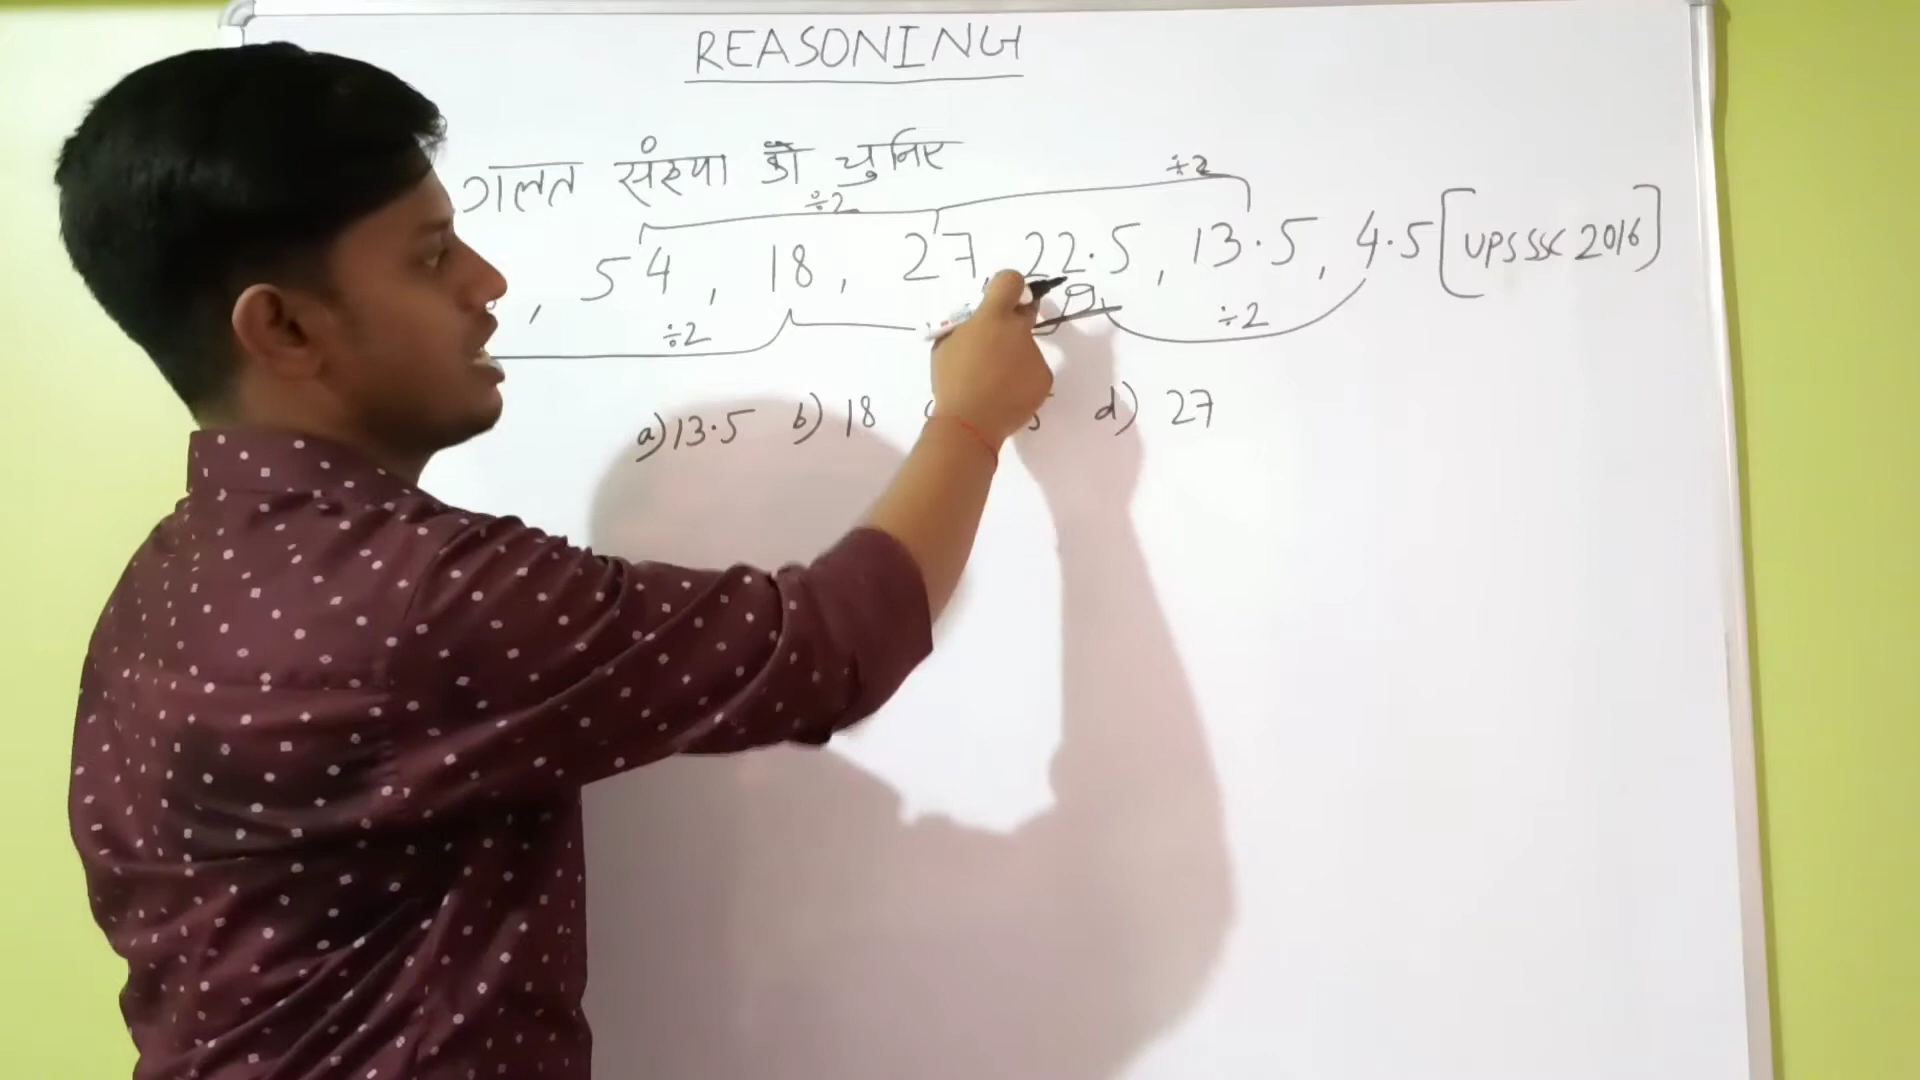 REASONING
गलत संख्या को चुनिए
÷2 ÷2
, 54, 18, 27, 22.5, 13.5, 4.5 [UPSSSC 2016]
÷2 9 ÷2
a) 13.5 b) 18 d) 27